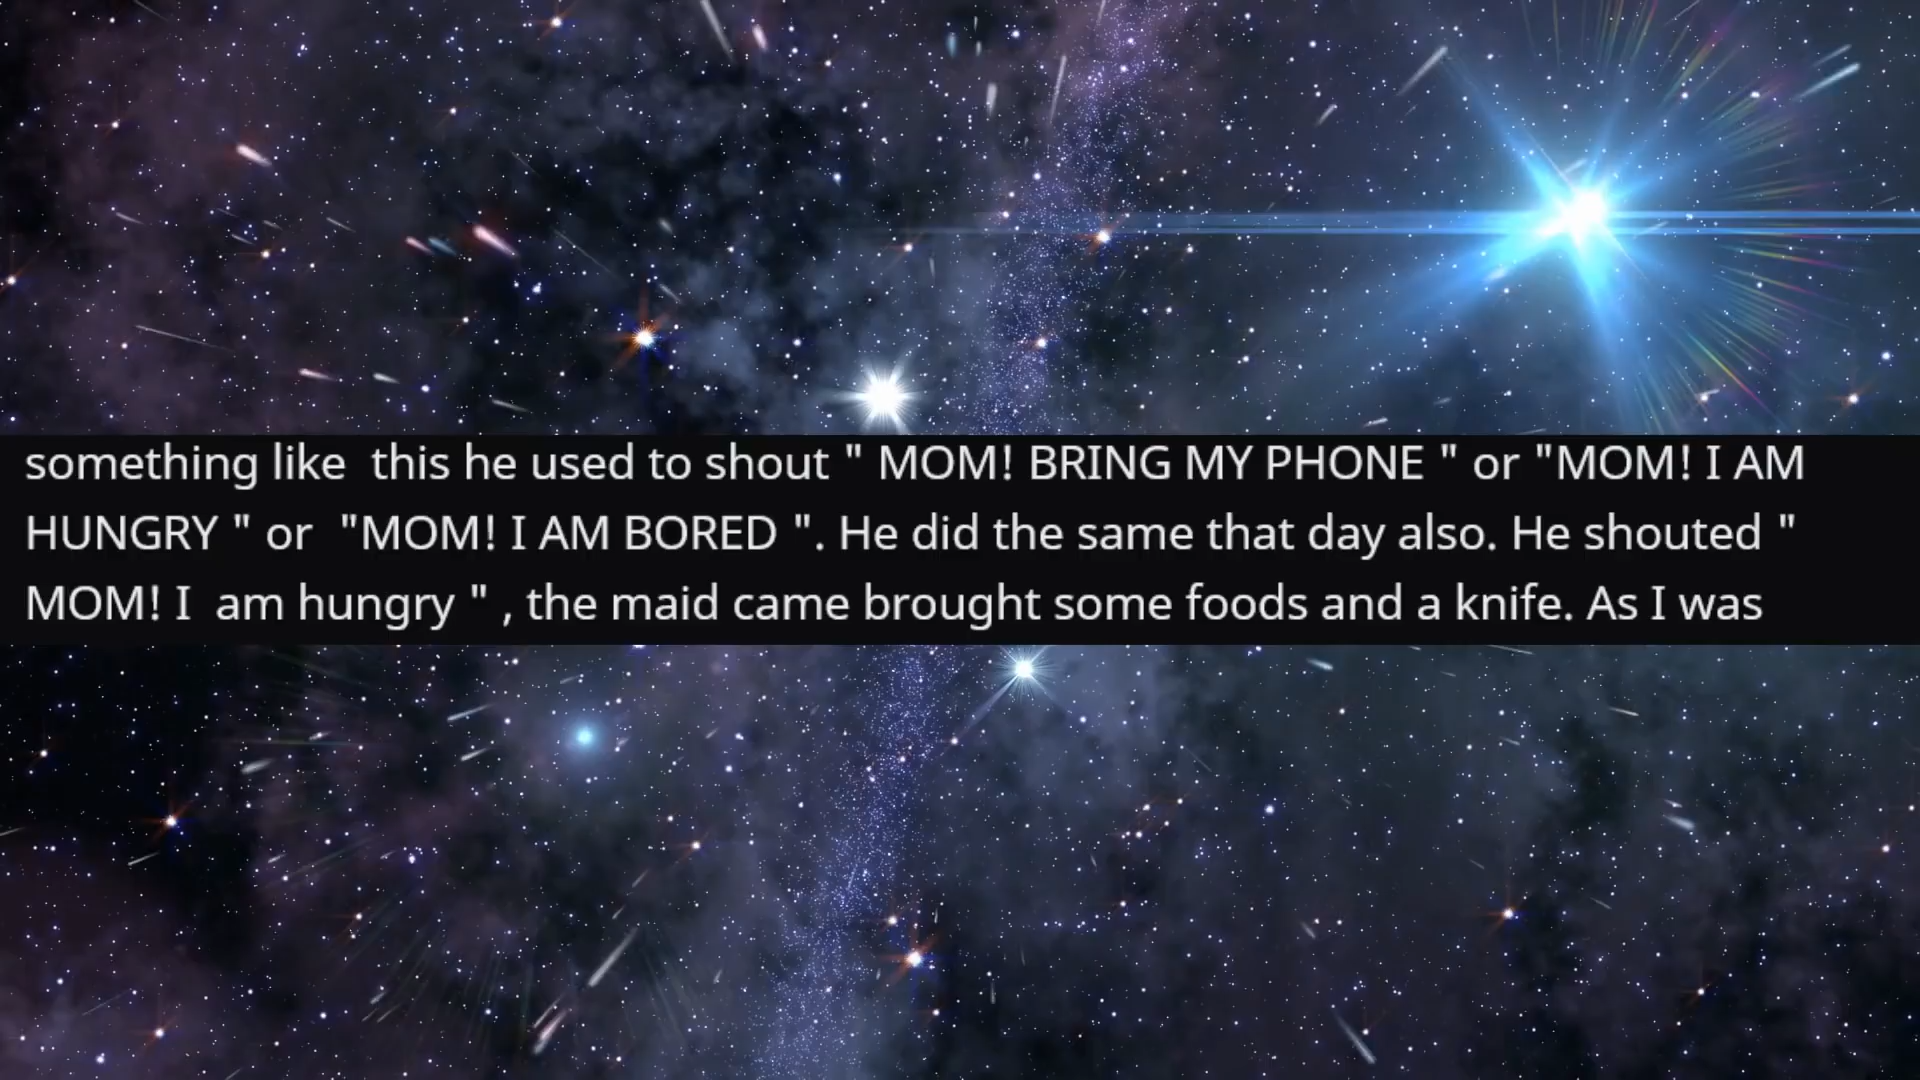 something like  this he used to shout " MOM! BRING MY PHONE " or "MOM! I AM
HUNGRY " or  "MOM! I AM BORED ". He did the same that day also. He shouted "
MOM! I  am hungry " , the maid came brought some foods and a knife. As I was